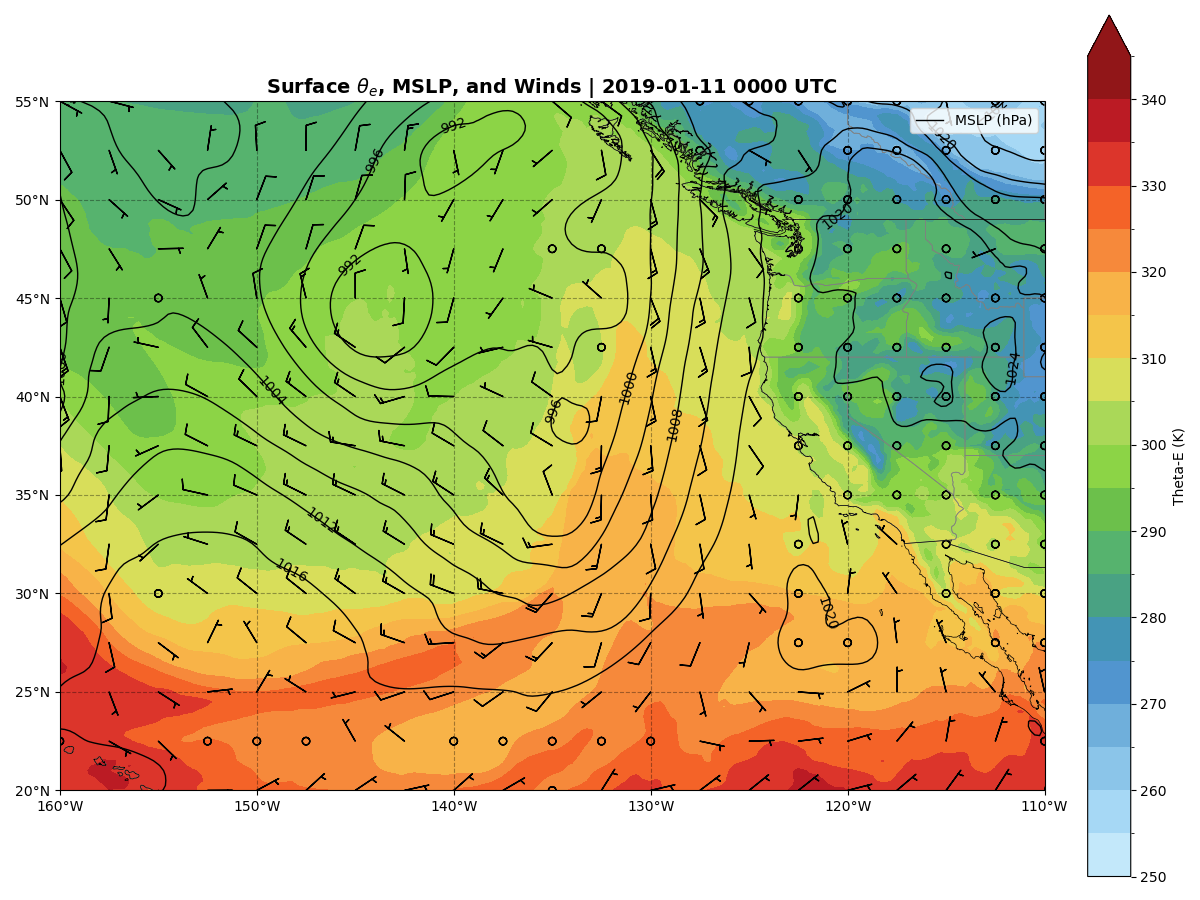 Surface θe, MSLP, and Winds | 2019-01-11 0000 UTC
MSLP (hPa)
55°N
50°N
45°N
40°N
35°N
30°N
25°N
20°N
160°W
150°W
140°W
130°W
120°W
110°W
992
996
1020
1020
992
1004
1000
1024
996
1008
1012
1016
1020
340
330
320
310
300
290
280
270
260
250
Theta-E (K)